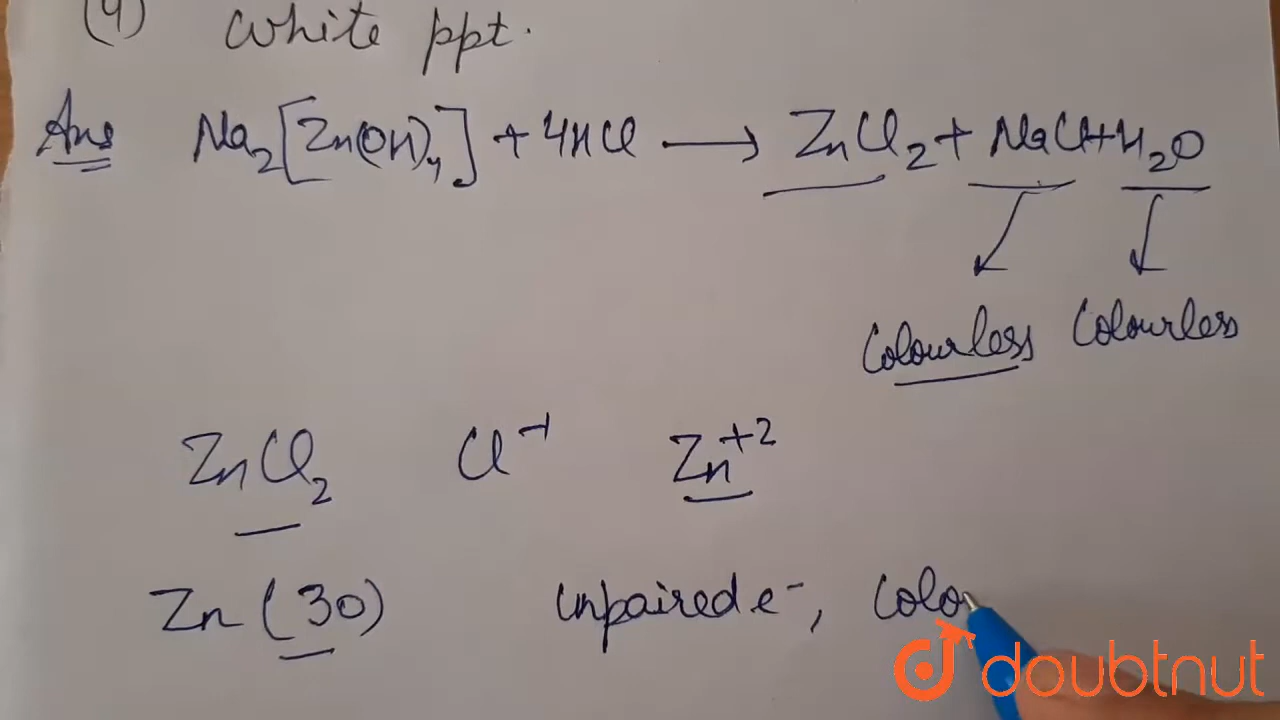 (4) White ppt.
Ans Na2[Zn(OH)4] + 4HCl → ZnCl2 + NaCl + H2O
Colourless Colourless
ZnCl2 Cl-1 Zn+2
Zn (30) Unpaired e-, Colo
doubtnut